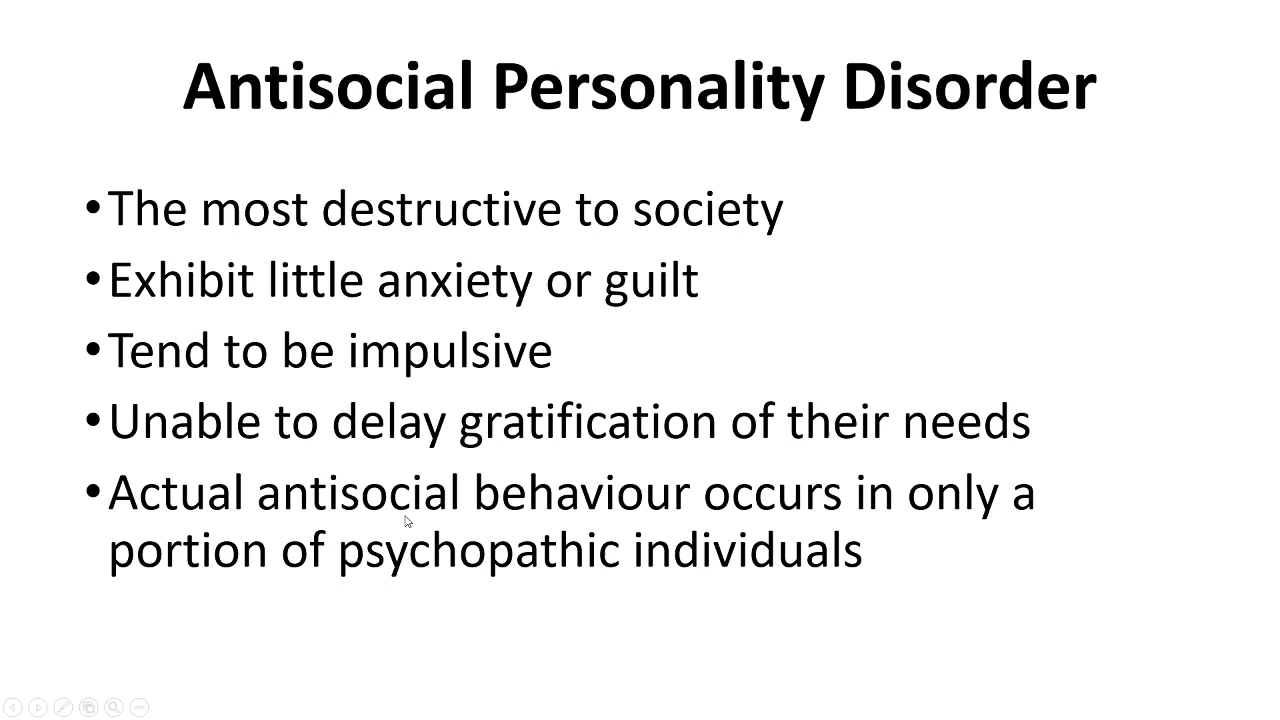 Antisocial Personality Disorder
•The most destructive to society
•Exhibit little anxiety or guilt
•Tend to be impulsive
•Unable to delay gratification of their needs
•Actual antisocial behaviour occurs in only a
portion of psychopathic individuals